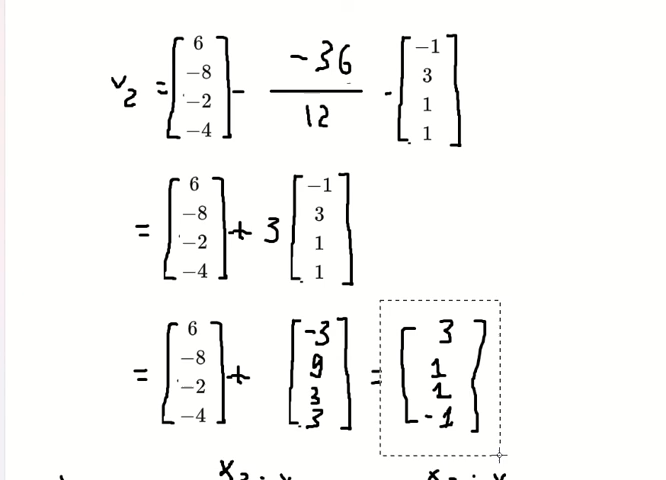 v₂ = [6 −8 −2 −4] − −36/12 · [−1 3 1 1]
= [6 −8 −2 −4] + 3 [−1 3 1 1]
= [6 −8 −2 −4] + [−3 9 3 3] = [3 1 1 −1]